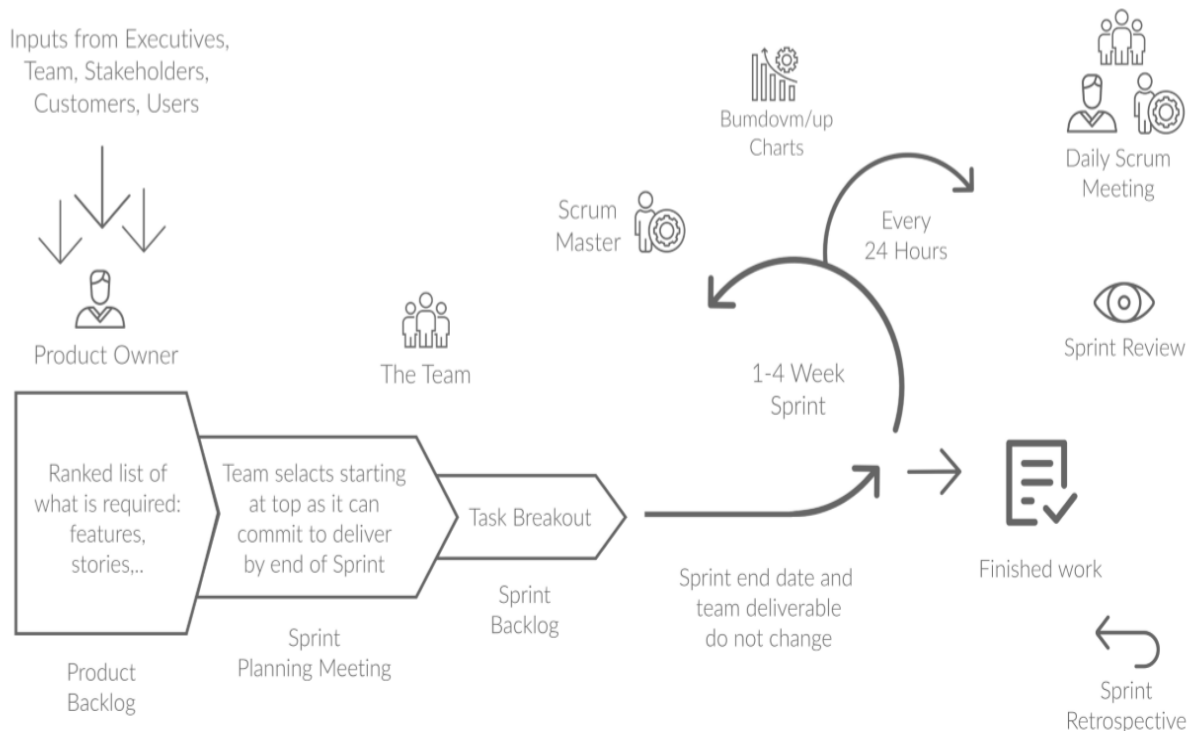 Inputs from Executives,
Team, Stakeholders,
Customers, Users
Product Owner
Ranked list of
what is required:
features,
stories,..
Product
Backlog
The Team
Team selacts starting
at top as it can
commit to deliver
by end of Sprint
Sprint
Planning Meeting
Task Breakout
Sprint
Backlog
Scrum
Master
Bumdovm/up
Charts
Every
24 Hours
1-4 Week
Sprint
Sprint end date and
team deliverable
do not change
Daily Scrum
Meeting
Sprint Review
Finished work
Sprint
Retrospective